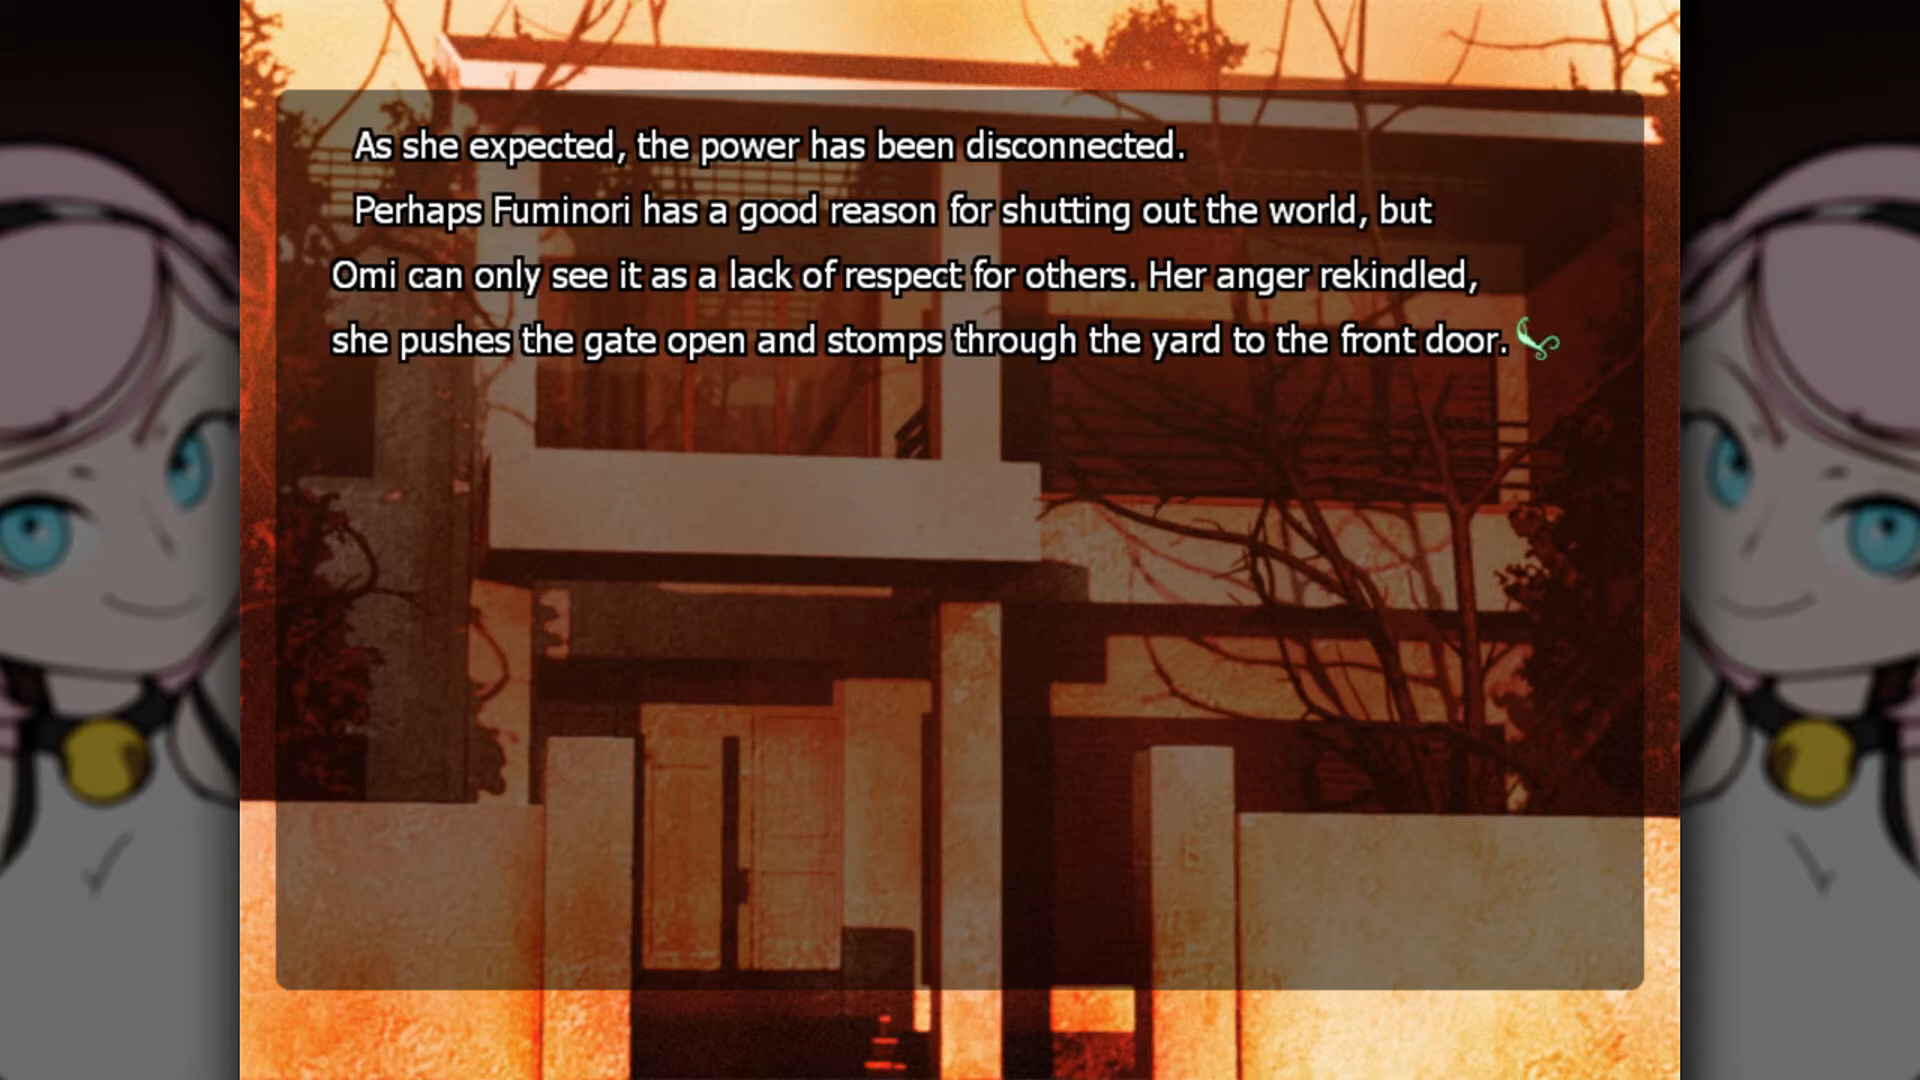 As she expected, the power has been disconnected.
Perhaps Fuminori has a good reason for shutting out the world, but
Omi can only see it as a lack of respect for others. Her anger rekindled,
she pushes the gate open and stomps through the yard to the front door.